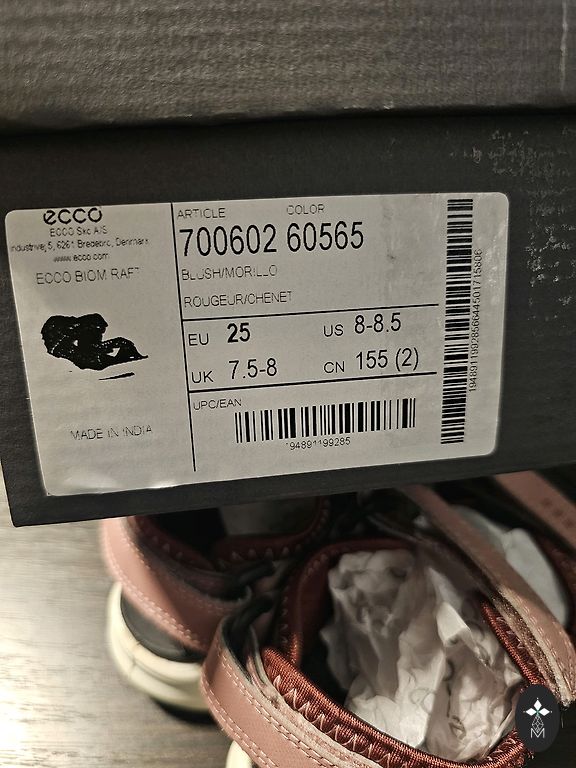 ecco
ECCO Sko A/S
Industrivej 5, 6261 Bredebro, Denmark
www.ecco.com
ECCO BIOM RAFT
MADE IN INDIA
ARTICLE COLOR
700602 60565
BLUSH/MORILLO
ROUGEUR/CHENET
EU 25 US 8-8.5
UK 7.5-8 CN 155 (2)
UPC/EAN
194891199285
M